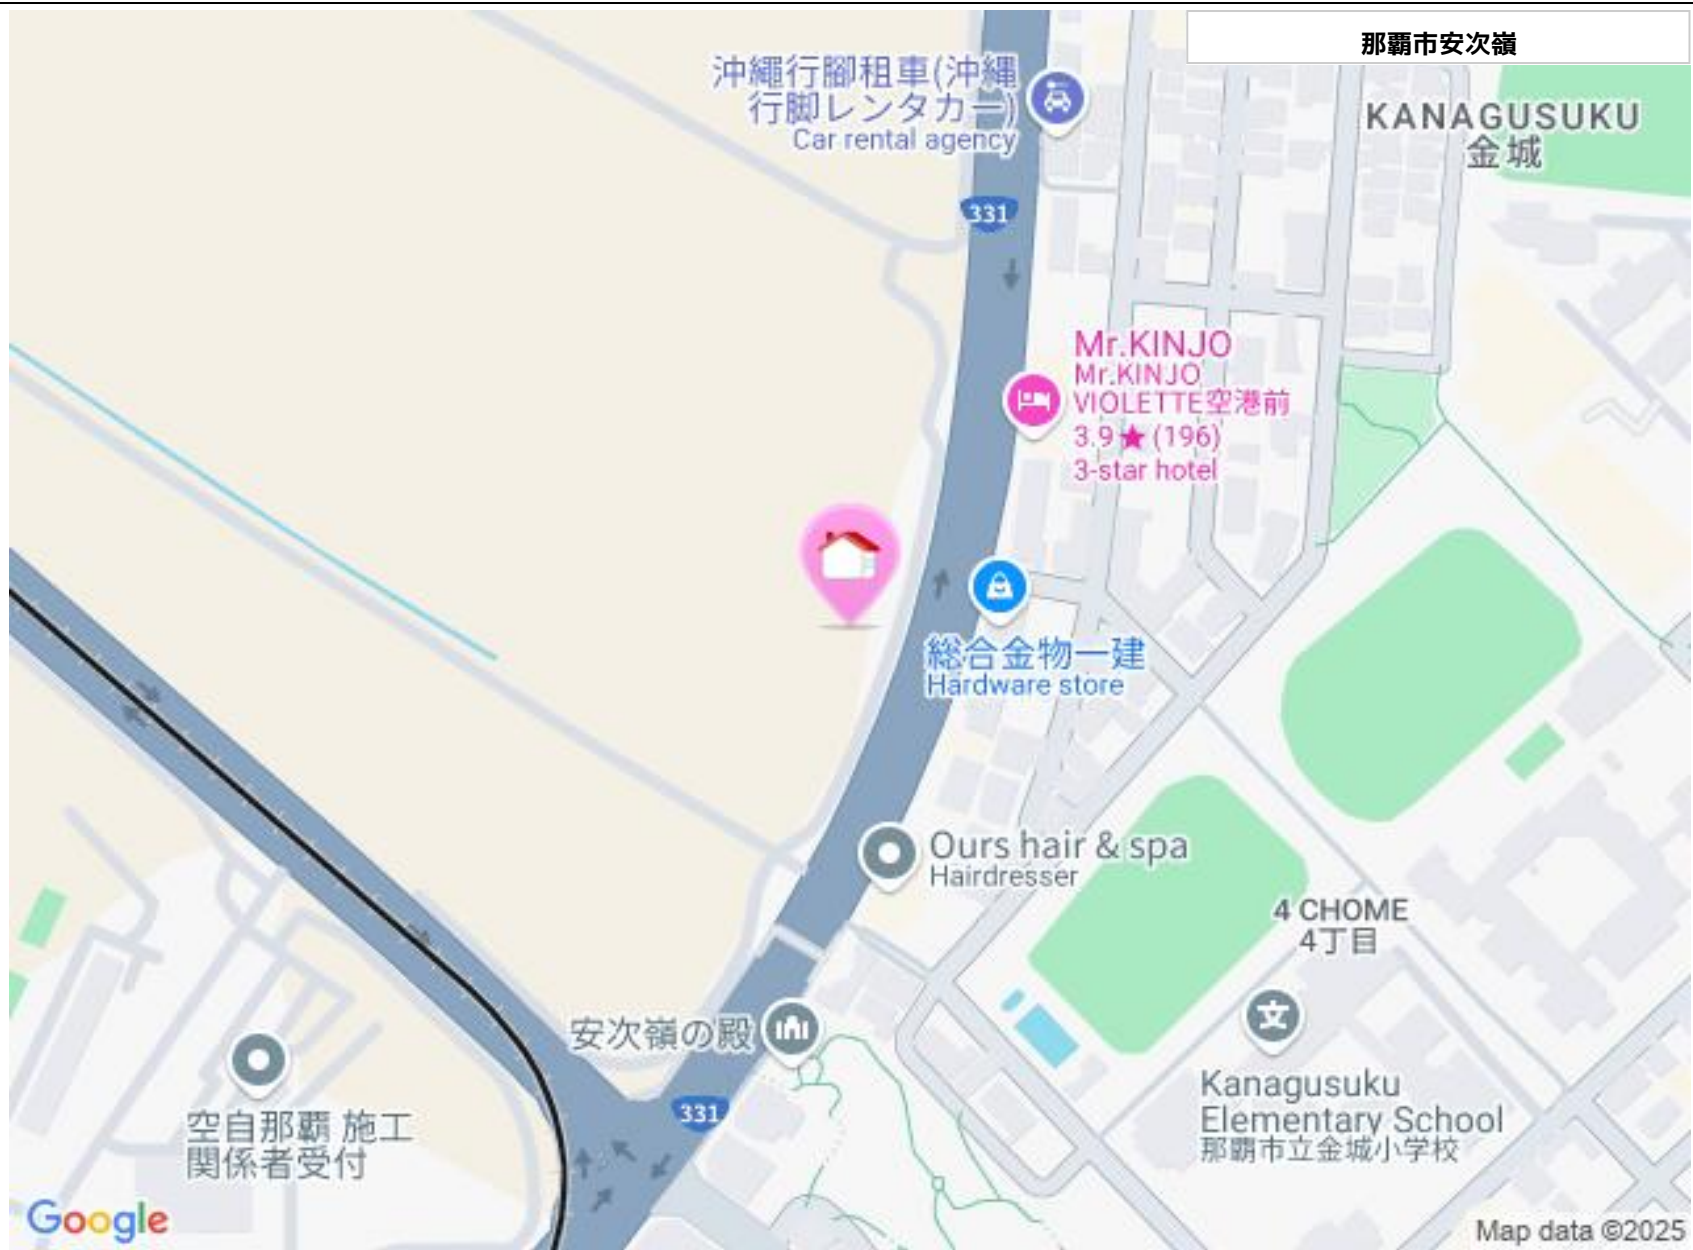 那覇市安次嶺
沖繩行腳租車(沖縄
行脚レンタカー)
Car rental agency
KANAGUSUKU
金城
331
Mr.KINJO
Mr.KINJO
VIOLETTE空港前
3.9★(196)
3-star hotel
総合金物一建
Hardware store
Ours hair & spa
Hairdresser
4 CHOME
4丁目
安次嶺の殿
文
331
Kanagusuku
Elementary School
那覇市立金城小学校
空自那覇 施工
関係者受付
Google
Map data ©2025